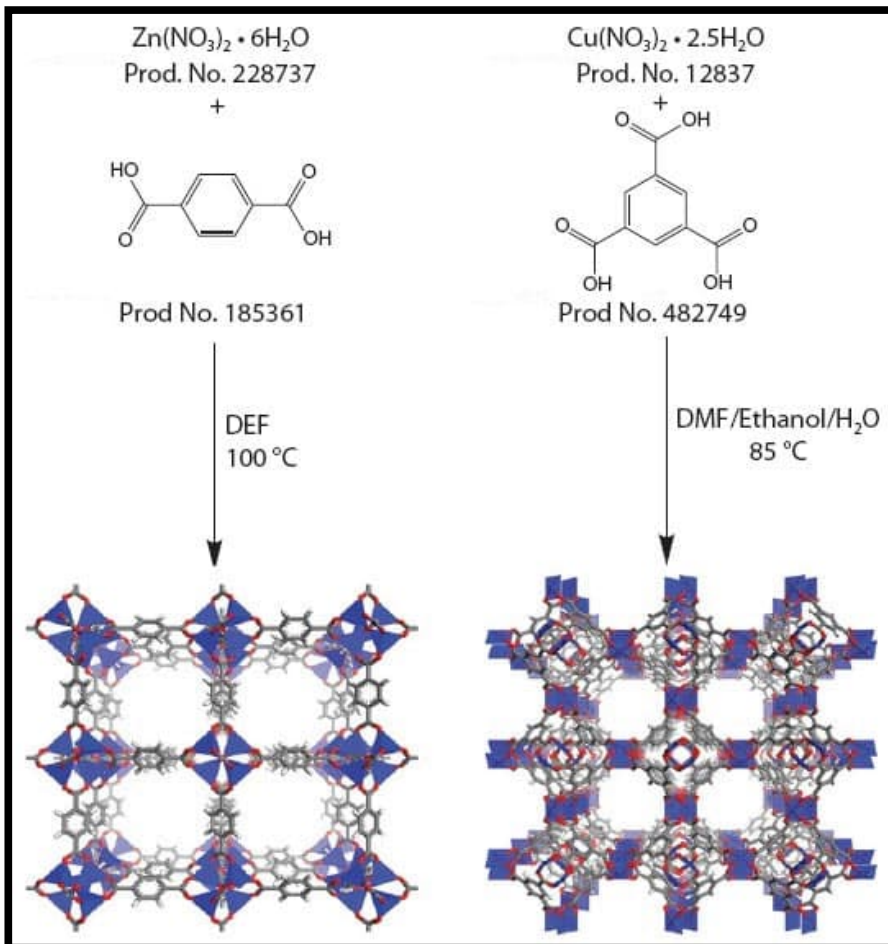 Zn(NO₃)₂ • 6H₂O
Prod. No. 228737
+
HO
O
O
OH
Prod No. 185361
DEF
100 °C
Cu(NO₃)₂ • 2.5H₂O
Prod. No. 12837
+
O
OH
O
OH
O
OH
Prod No. 482749
DMF/Ethanol/H₂O
85 °C